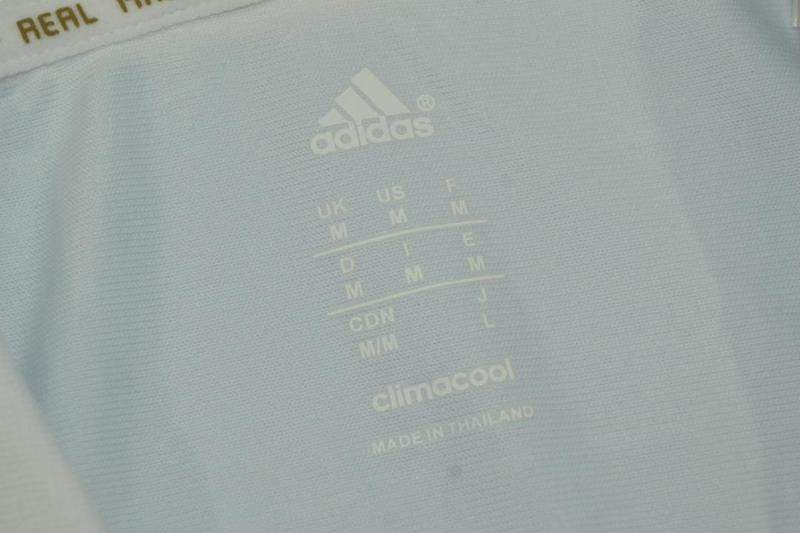 REAL
adidas®
UK US F
M M M
D I E
M M M
CDN J
M/M L
climacool
MADE IN THAILAND